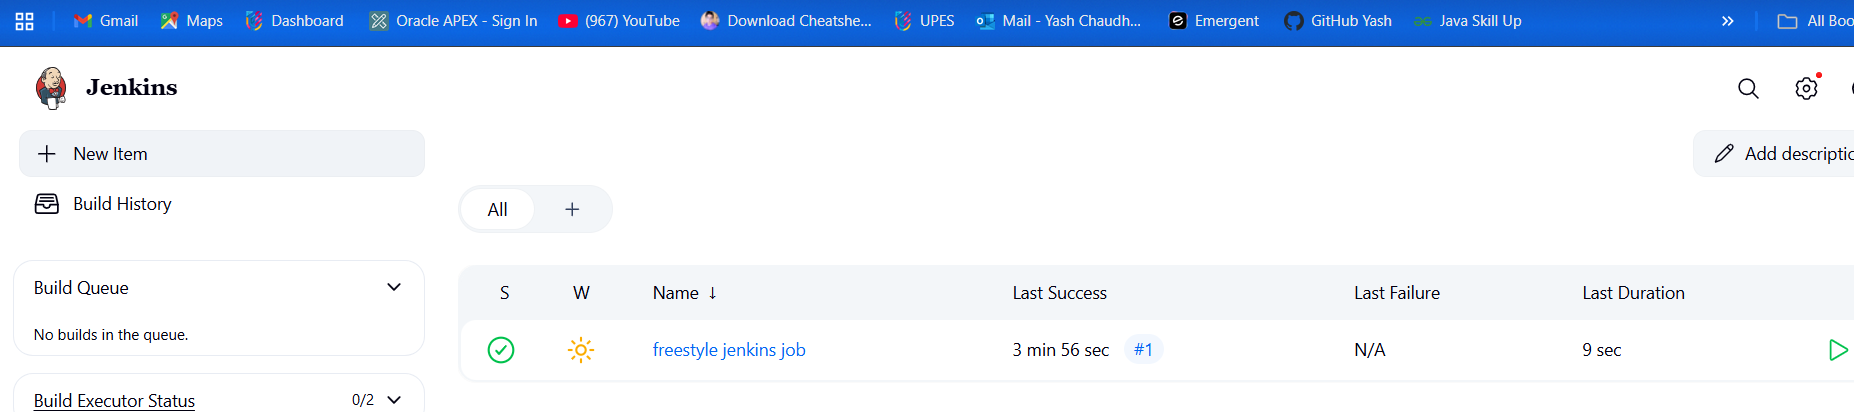 Gmail Maps Dashboard Oracle APEX - Sign In (967) YouTube Download Cheatshe... UPES Mail - Yash Chaudh... Emergent GitHub Yash Java Skill Up » All Boo
Jenkins
New Item
Add descriptio
Build History
All +
Build Queue
No builds in the queue.
S W Name ↓ Last Success Last Failure Last Duration
freestyle jenkins job 3 min 56 sec #1 N/A 9 sec
Build Executor Status 0/2